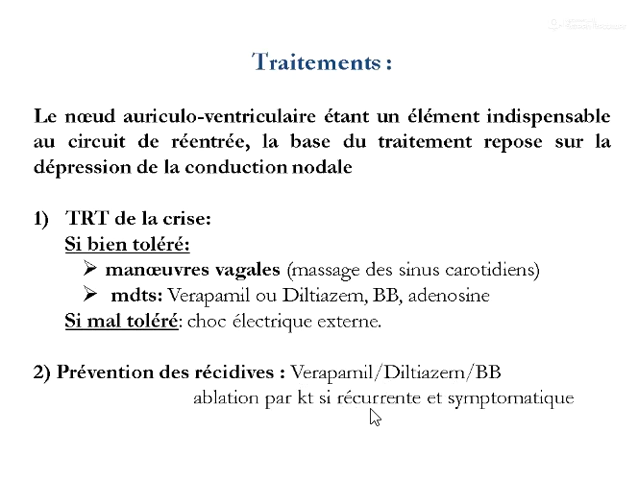 Traitements :
Le nœud auriculo-ventriculaire étant un élément indispensable
au circuit de réentrée, la base du traitement repose sur la
dépression de la conduction nodale
1) TRT de la crise:
Si bien toléré:
➢ manœuvres vagales (massage des sinus carotidiens)
➢ mdts: Verapamil ou Diltiazem, BB, adenosine
Si mal toléré: choc électrique externe.
2) Prévention des récidives : Verapamil/Diltiazem/BB
ablation par kt si récurrente et symptomatique